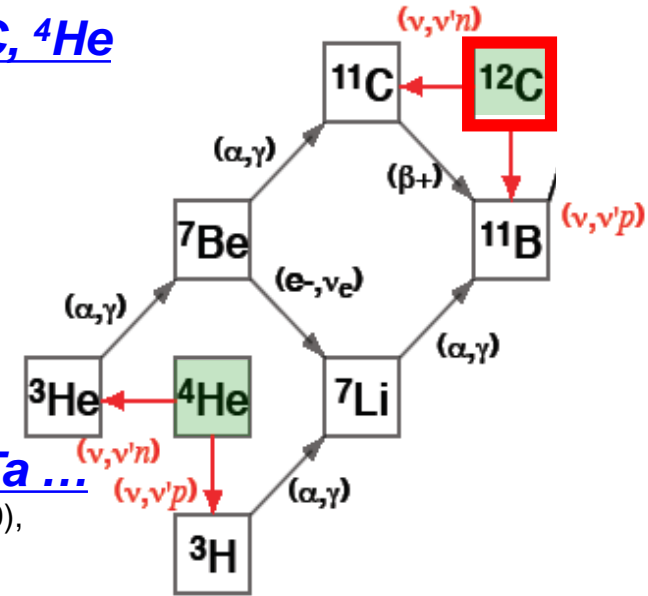 C, ⁴He
(ν,ν'n)
¹¹C
¹²C
(α,γ)
(β+)
⁷Be
¹¹B
(ν,ν'p)
(e-,νₑ)
(α,γ)
(α,γ)
³He
⁴He
⁷Li
(ν,ν'n)
Ta ...
(ν,ν'p)
(α,γ)
),
³H